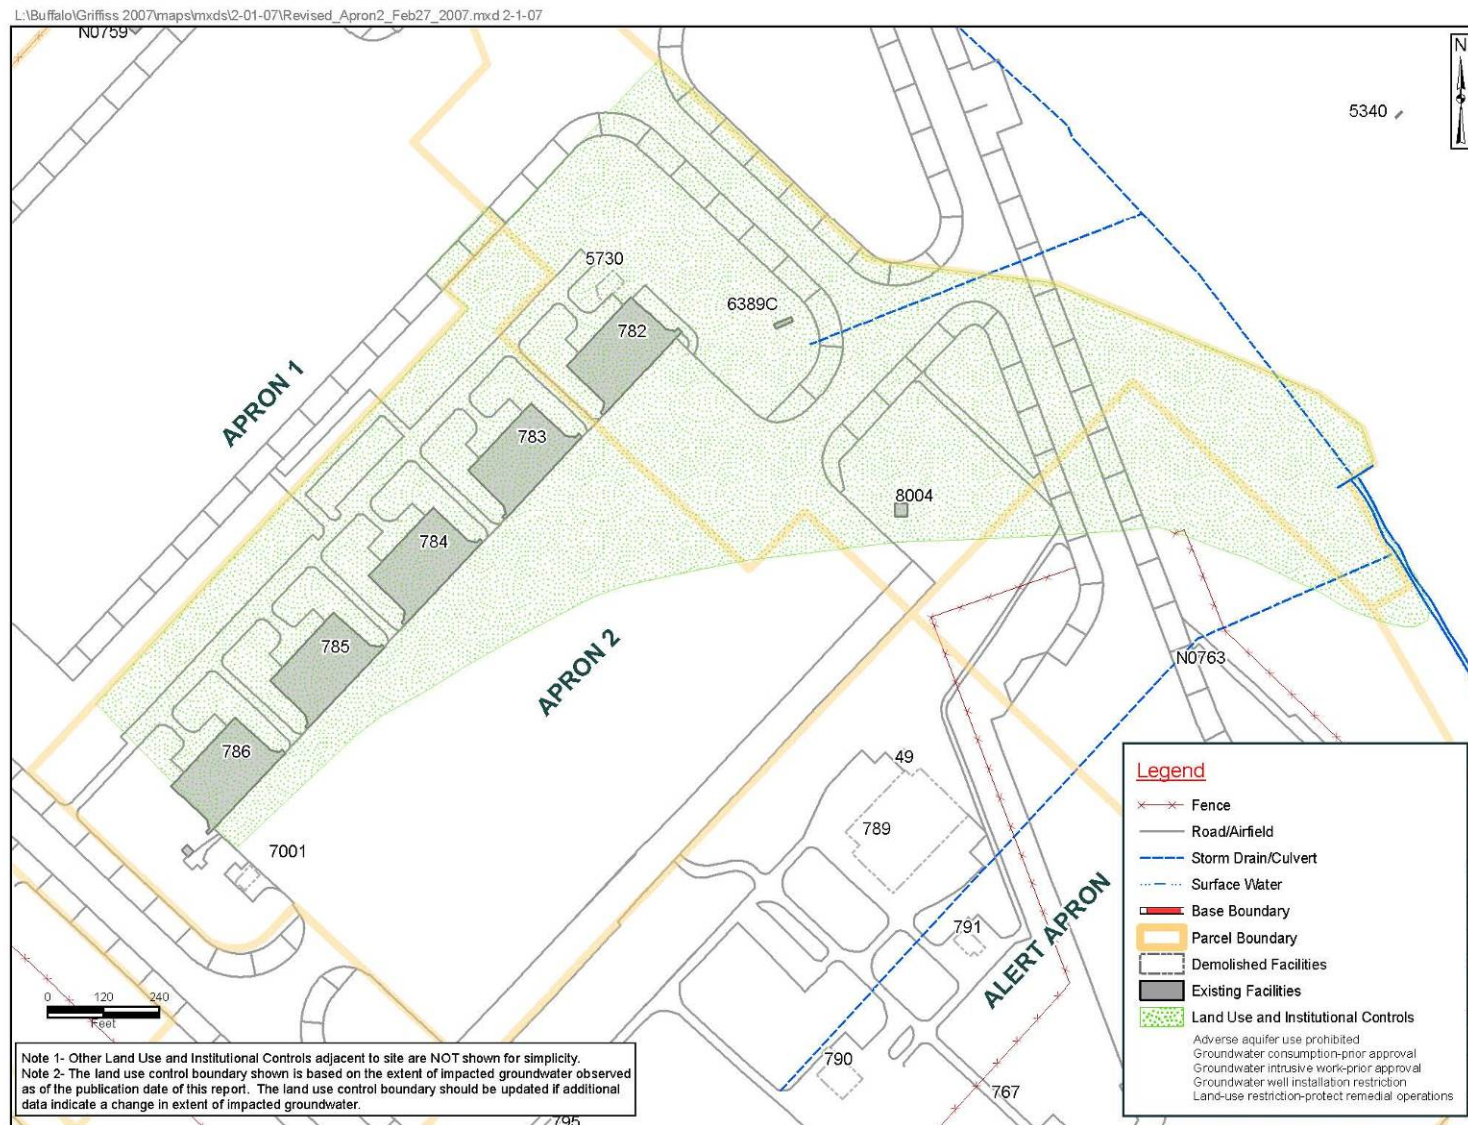 L:\Buffalo\Griffiss 2007\maps\mxds\2-01-07\Revised_Apron2_Feb27_2007.mxd 2-1-07
N0759
N
5340
5730
6389C
782
APRON 1
783
8004
784
785
APRON 2
N0763
786
49
789
7001
791
ALERT APRON
790
767
795
0 120 240
Feet
Legend
Fence
Road/Airfield
Storm Drain/Culvert
Surface Water
Base Boundary
Parcel Boundary
Demolished Facilities
Existing Facilities
Land Use and Institutional Controls
Adverse aquifer use prohibited
Groundwater consumption-prior approval
Groundwater intrusive work-prior approval
Groundwater well installation restriction
Land-use restriction-protect remedial operations
Note 1- Other Land Use and Institutional Controls adjacent to site are NOT shown for simplicity.
Note 2- The land use control boundary shown is based on the extent of impacted groundwater observed
as of the publication date of this report. The land use control boundary should be updated if additional
data indicate a change in extent of impacted groundwater.